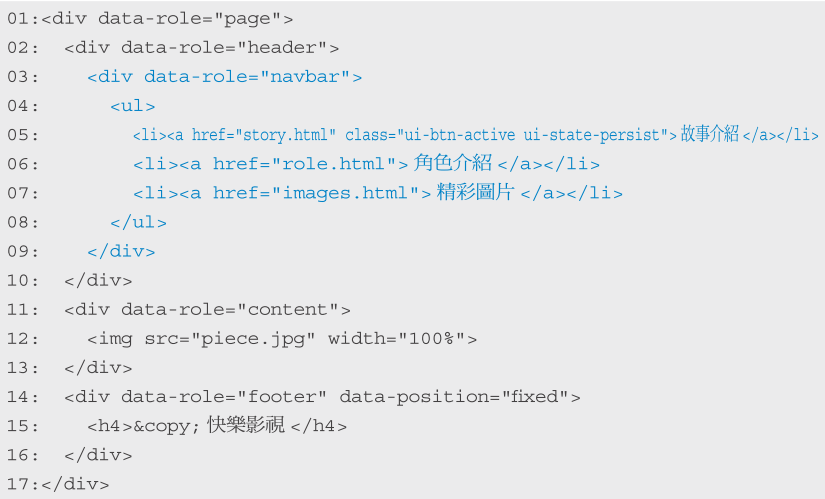 01:<div data-role="page">
02:  <div data-role="header">
03:    <div data-role="navbar">
04:      <ul>
05:        <li><a href="story.html" class="ui-btn-active ui-state-persist">故事介紹</a></li>
06:        <li><a href="role.html">角色介紹</a></li>
07:        <li><a href="images.html">精彩圖片</a></li>
08:      </ul>
09:    </div>
10:  </div>
11:  <div data-role="content">
12:    <img src="piece.jpg" width="100%">
13:  </div>
14:  <div data-role="footer" data-position="fixed">
15:    <h4>&copy; 快樂影視</h4>
16:  </div>
17:</div>